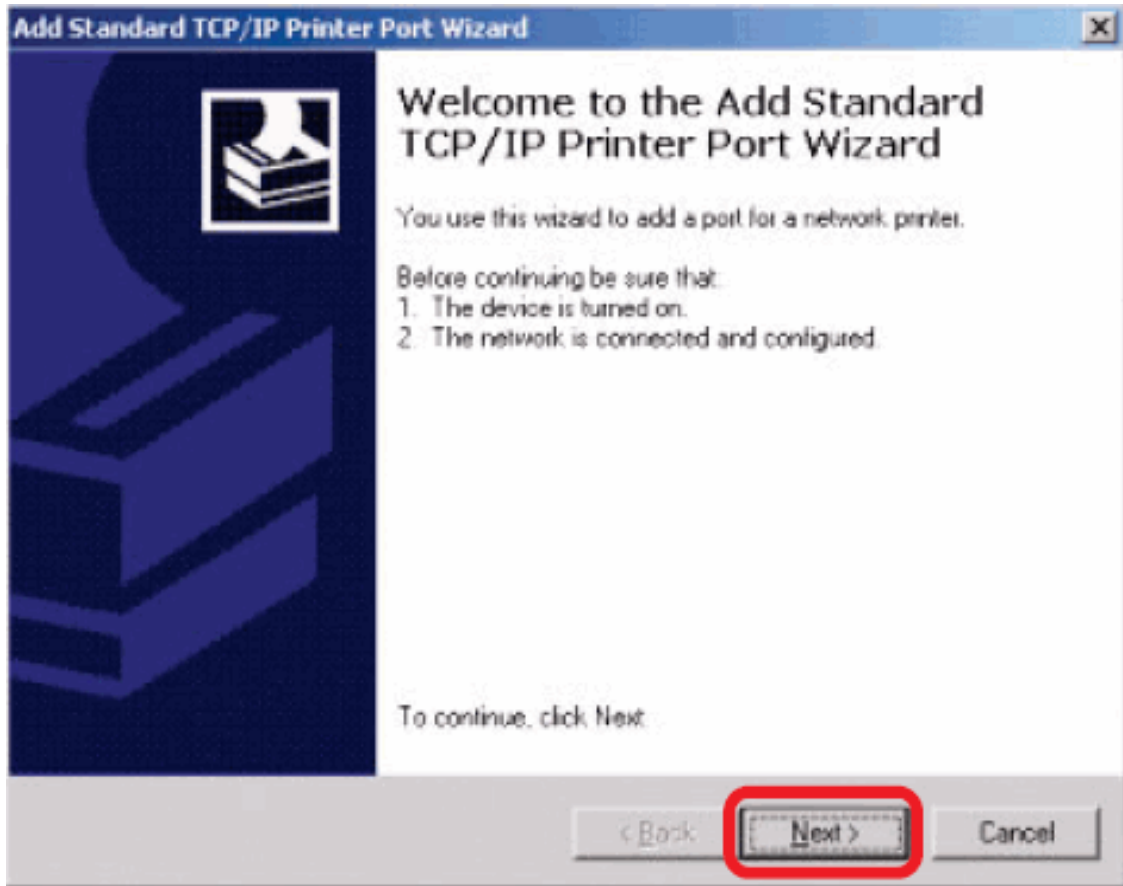 Add Standard TCP/IP Printer Port Wizard
Welcome to the Add Standard
TCP/IP Printer Port Wizard
You use this wizard to add a port for a network printer.
Before continuing be sure that:
1. The device is turned on.
2. The network is connected and configured.
To continue, click Next.
< Back
Next >
Cancel